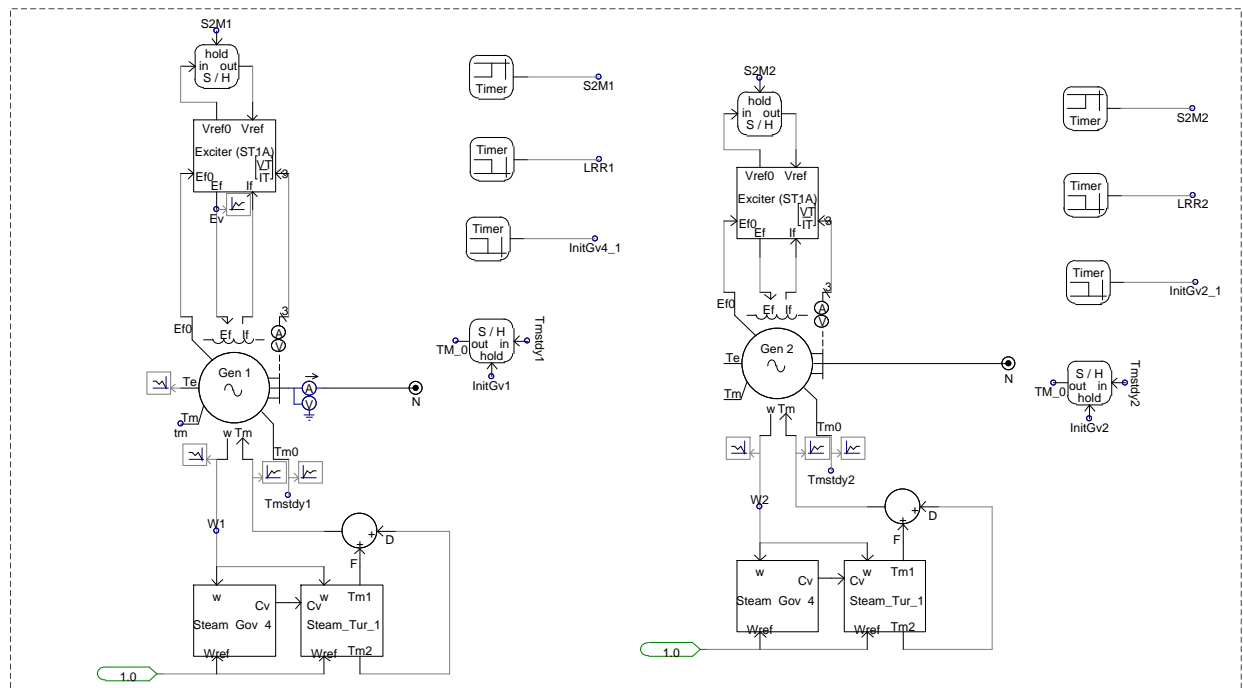 S2M1
hold
in out
S / H
Vref0 Vref
Exciter (ST1A)
VT
IT
3
Ef0
Ef
If
Ev
3
Ef If
A
V
Ef0
Gen 1
Te
Tm
tm
A
V
N
w Tm
Tm0
Tmstdy1
W1
D
F
w
Cv
Steam Gov 4
Wref
w
Tm1
Cv
Steam_Tur_1
Tm2
1.0
Timer
S2M1
Timer
LRR1
Timer
InitGv4_1
S / H
out in
hold
TM_0
Tmstdy1
InitGv1
S2M2
hold
in out
S / H
Vref0 Vref
Exciter (ST1A)
VT
IT
3
Ef0
Ef
If
3
Ef If
A
V
Ef0
Gen 2
Te
Tm
N
w Tm
Tm0
Tmstdy2
W2
D
F
w
Cv
Steam Gov 4
Wref
w
Tm1
Cv
Steam_Tur_1
Tm2
1.0
Timer
S2M2
Timer
LRR2
Timer
InitGv2_1
S / H
out in
hold
TM_0
Tmstdy2
InitGv2